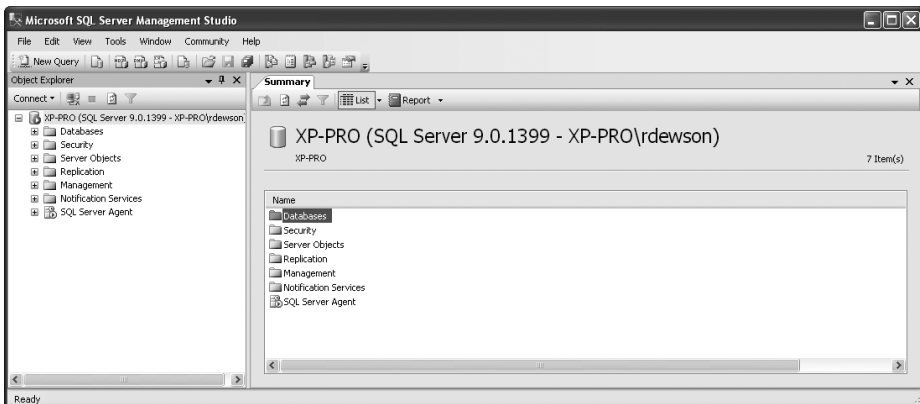 Microsoft SQL Server Management Studio
File Edit View Tools Window Community Help
New Query
Object Explorer
Summary
Connect
List Report
XP-PRO (SQL Server 9.0.1399 - XP-PRO\rdewson
Databases
Security
Server Objects
Replication
Management
Notification Services
SQL Server Agent
XP-PRO (SQL Server 9.0.1399 - XP-PRO\rdewson)
XP-PRO 7 Item(s)
Name
Databases
Security
Server Objects
Replication
Management
Notification Services
SQL Server Agent
Ready